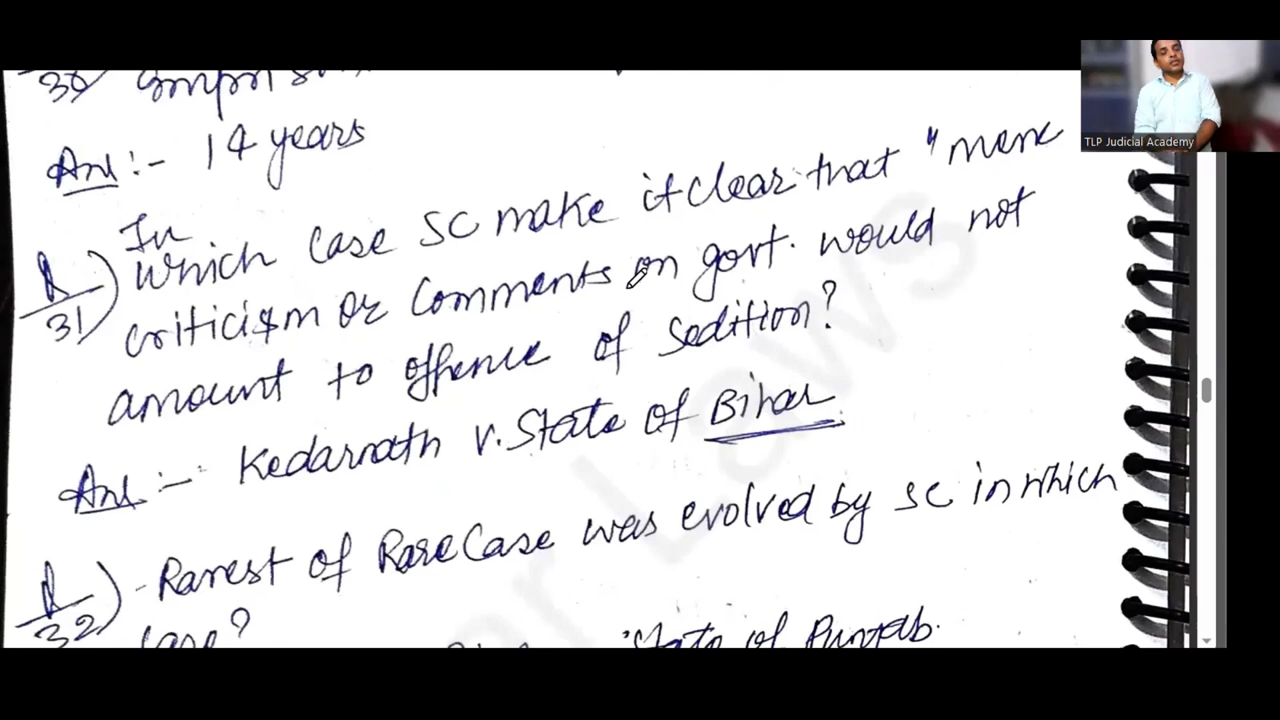 30
Ans:- 14 years
TLP Judicial Academy
Q/31) In which Case SC make it clear that "mere
criticism or Comments on govt. would not
amount to offence of Sedition?
Ans:- Kedarnath v. State of Bihar
Q/32) - Rarest of Rare Case was evolved by SC in which
Case?
State of Punjab.
Laws